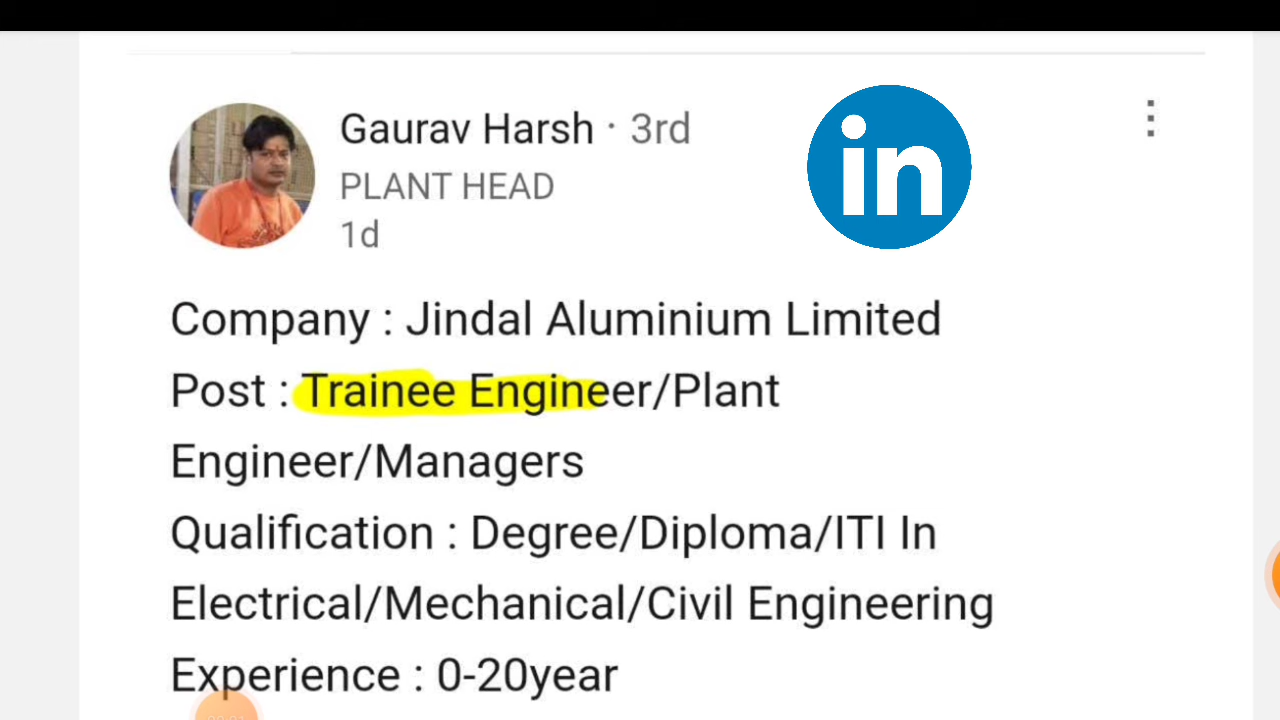 Gaurav Harsh · 3rd
in
PLANT HEAD
1d
Company : Jindal Aluminium Limited
Post : Trainee Engineer/Plant
Engineer/Managers
Qualification : Degree/Diploma/ITI In
Electrical/Mechanical/Civil Engineering
Experience : 0-20year